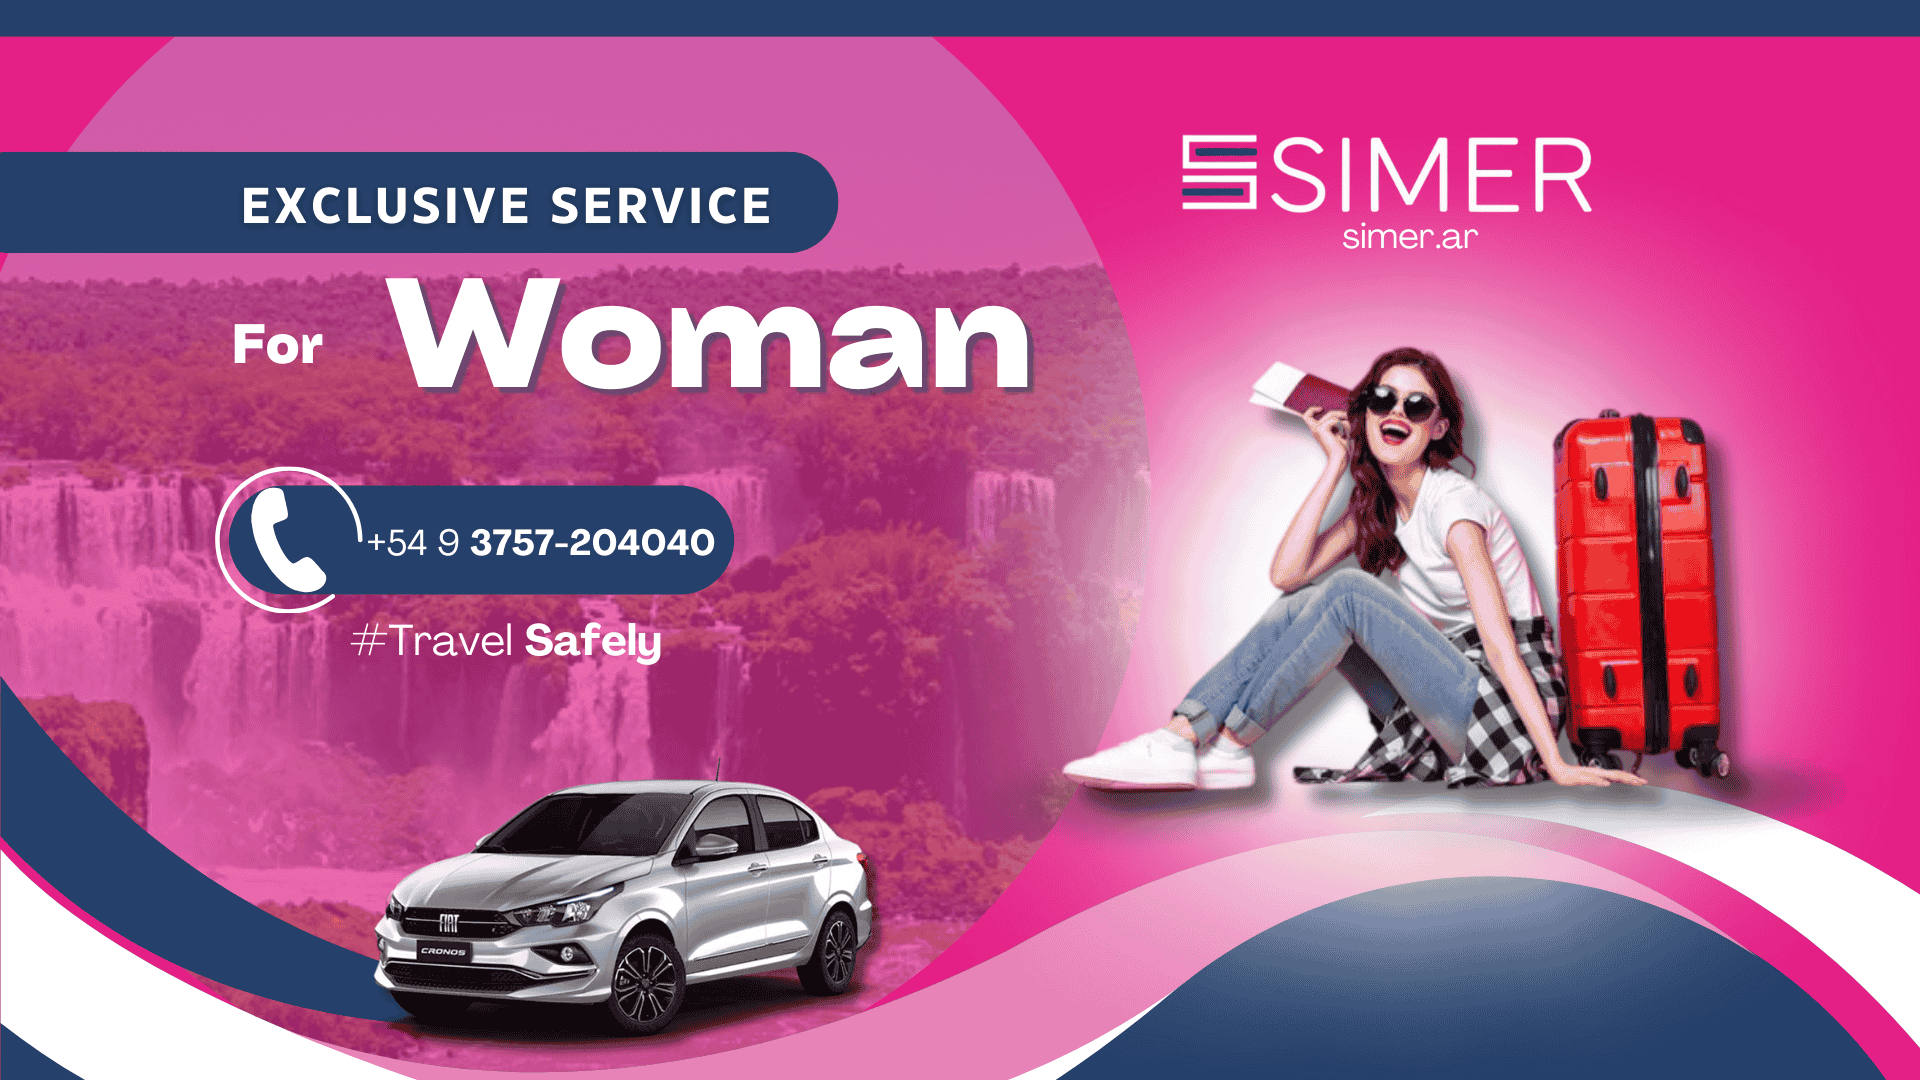 EXCLUSIVE SERVICE
For Woman
+54 9 3757-204040
#Travel Safely
SIMER
simer.ar
FIAT
CRONOS